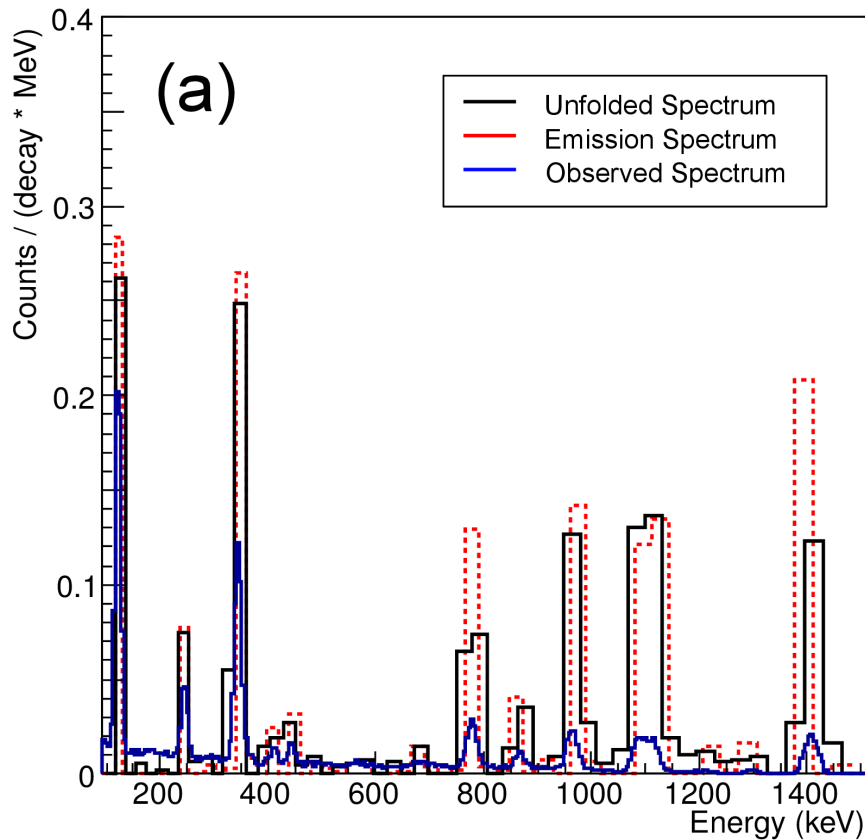 0.4
(a)
Unfolded Spectrum
Emission Spectrum
Observed Spectrum
Counts / (decay * MeV)
0.3
0.2
0.1
0
200 400 600 800 1000 1200 1400
Energy (keV)